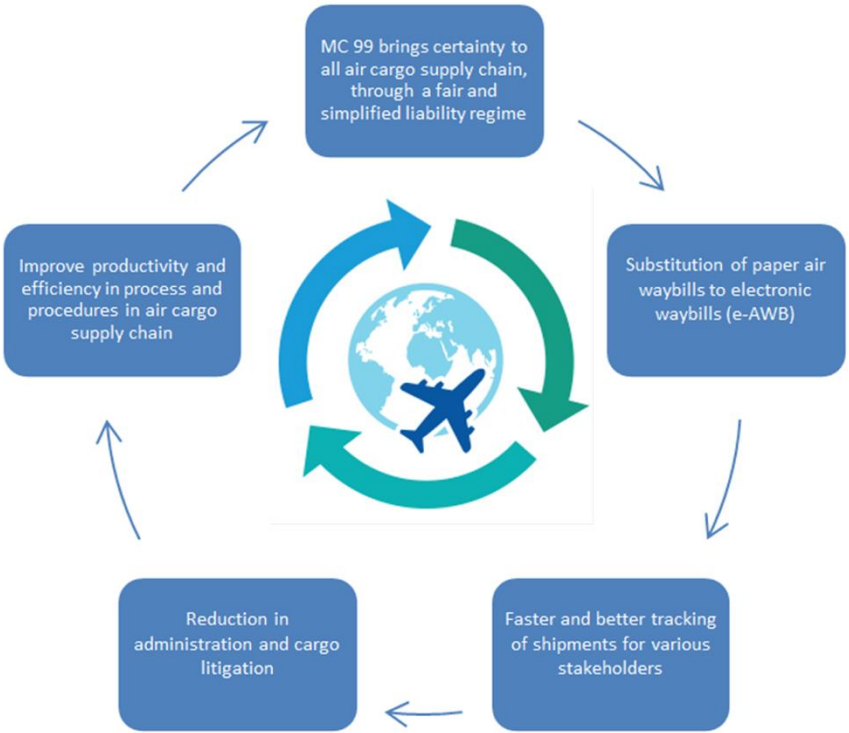 MC 99 brings certainty to
all air cargo supply chain,
through a fair and
simplified liability regime
Substitution of paper air
waybills to electronic
waybills (e-AWB)
Faster and better tracking
of shipments for various
stakeholders
Reduction in
administration and cargo
litigation
Improve productivity and
efficiency in process and
procedures in air cargo
supply chain